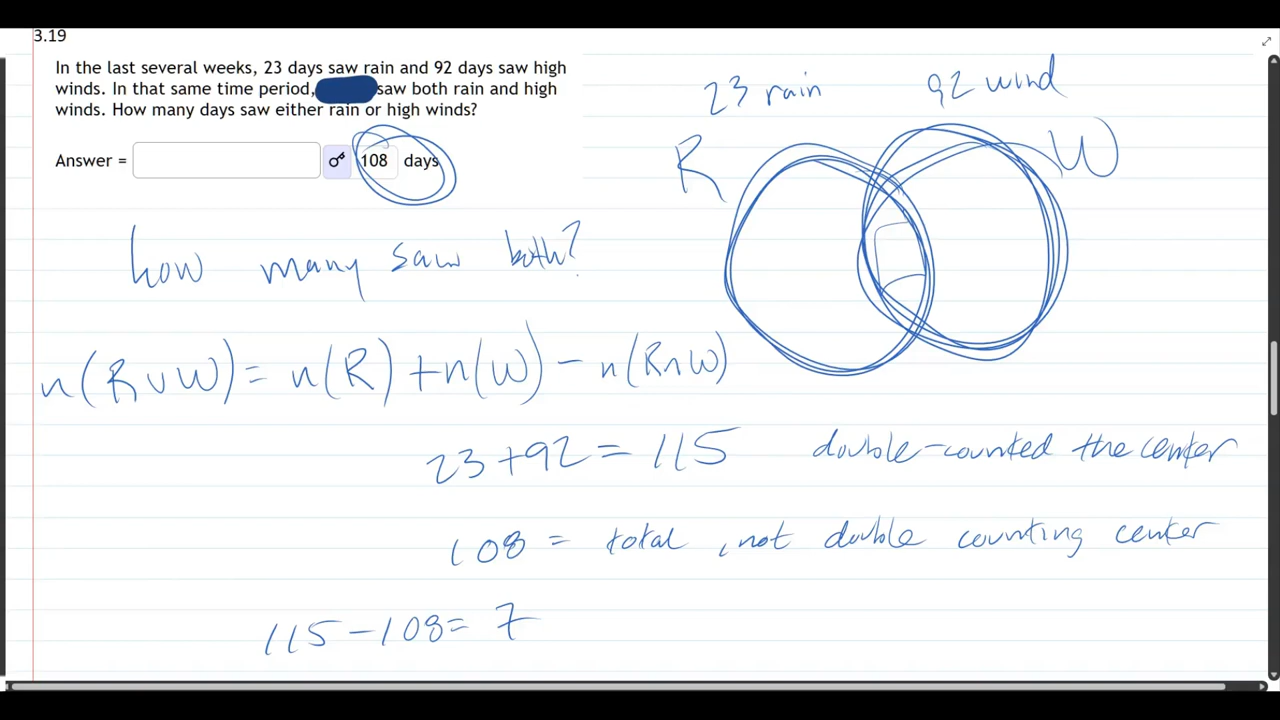 3.19
In the last several weeks, 23 days saw rain and 92 days saw high
winds. In that same time period, saw both rain and high
winds. How many days saw either rain or high winds?
Answer = σ 108 days
23 rain 92 wind
R W
how many saw both?
n(R∪W) = n(R) + n(W) − n(R∩W)
23+92 = 115 double-counted the center
108 = total, not double counting center
115 − 108 = 7